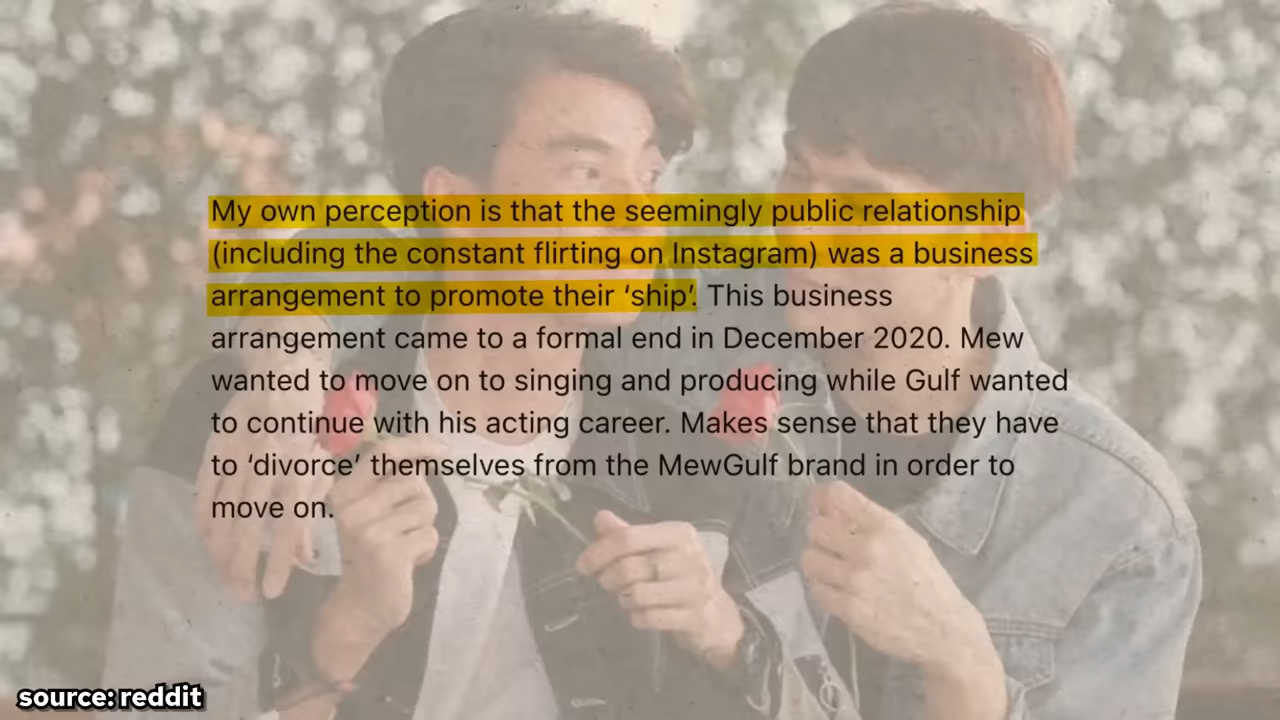 My own perception is that the seemingly public relationship
(including the constant flirting on Instagram) was a business
arrangement to promote their ‘ship’. This business
arrangement came to a formal end in December 2020. Mew
wanted to move on to singing and producing while Gulf wanted
to continue with his acting career. Makes sense that they have
to ‘divorce’ themselves from the MewGulf brand in order to
move on.
source: reddit